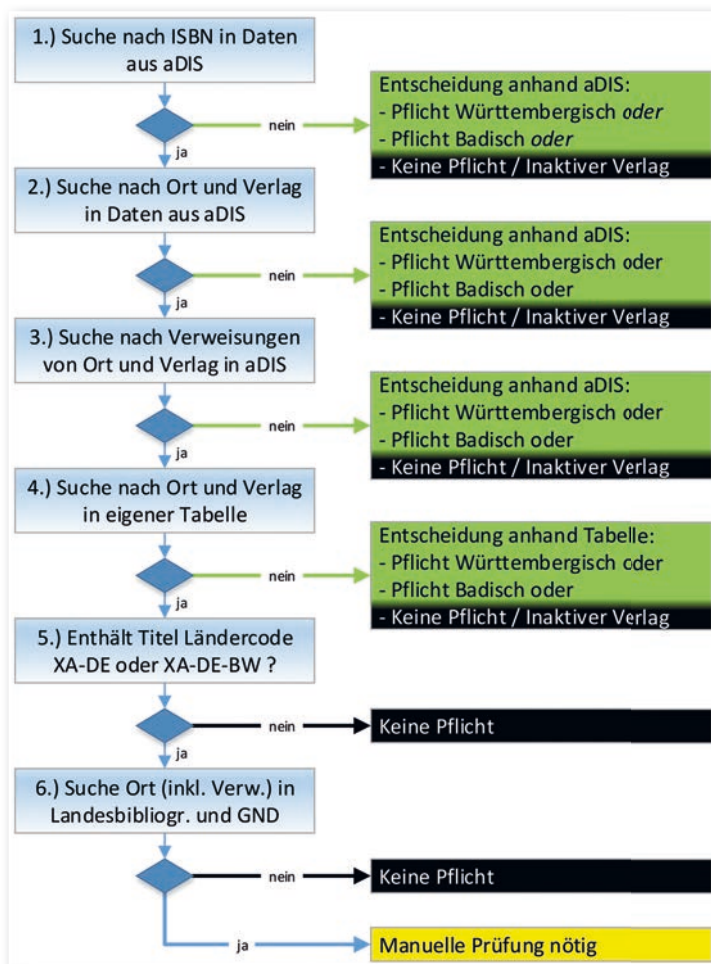 1.) Suche nach ISBN in Daten
aus aDIS
nein
ja
Entscheidung anhand aDIS:
- Pflicht Württembergisch oder
- Pflicht Badisch oder
- Keine Pflicht / Inaktiver Verlag
2.) Suche nach Ort und Verlag
in Daten aus aDIS
nein
ja
Entscheidung anhand aDIS:
- Pflicht Württembergisch oder
- Pflicht Badisch oder
- Keine Pflicht / Inaktiver Verlag
3.) Suche nach Verweisungen
von Ort und Verlag in aDIS
nein
ja
Entscheidung anhand aDIS:
- Pflicht Württembergisch oder
- Pflicht Badisch oder
- Keine Pflicht / Inaktiver Verlag
4.) Suche nach Ort und Verlag
in eigener Tabelle
nein
ja
Entscheidung anhand Tabelle:
- Pflicht Württembergisch oder
- Pflicht Badisch oder
- Keine Pflicht / Inaktiver Verlag
5.) Enthält Titel Ländercode
XA-DE oder XA-DE-BW ?
nein
ja
Keine Pflicht
6.) Suche Ort (inkl. Verw.) in
Landesbibliogr. und GND
nein
Keine Pflicht
ja
Manuelle Prüfung nötig